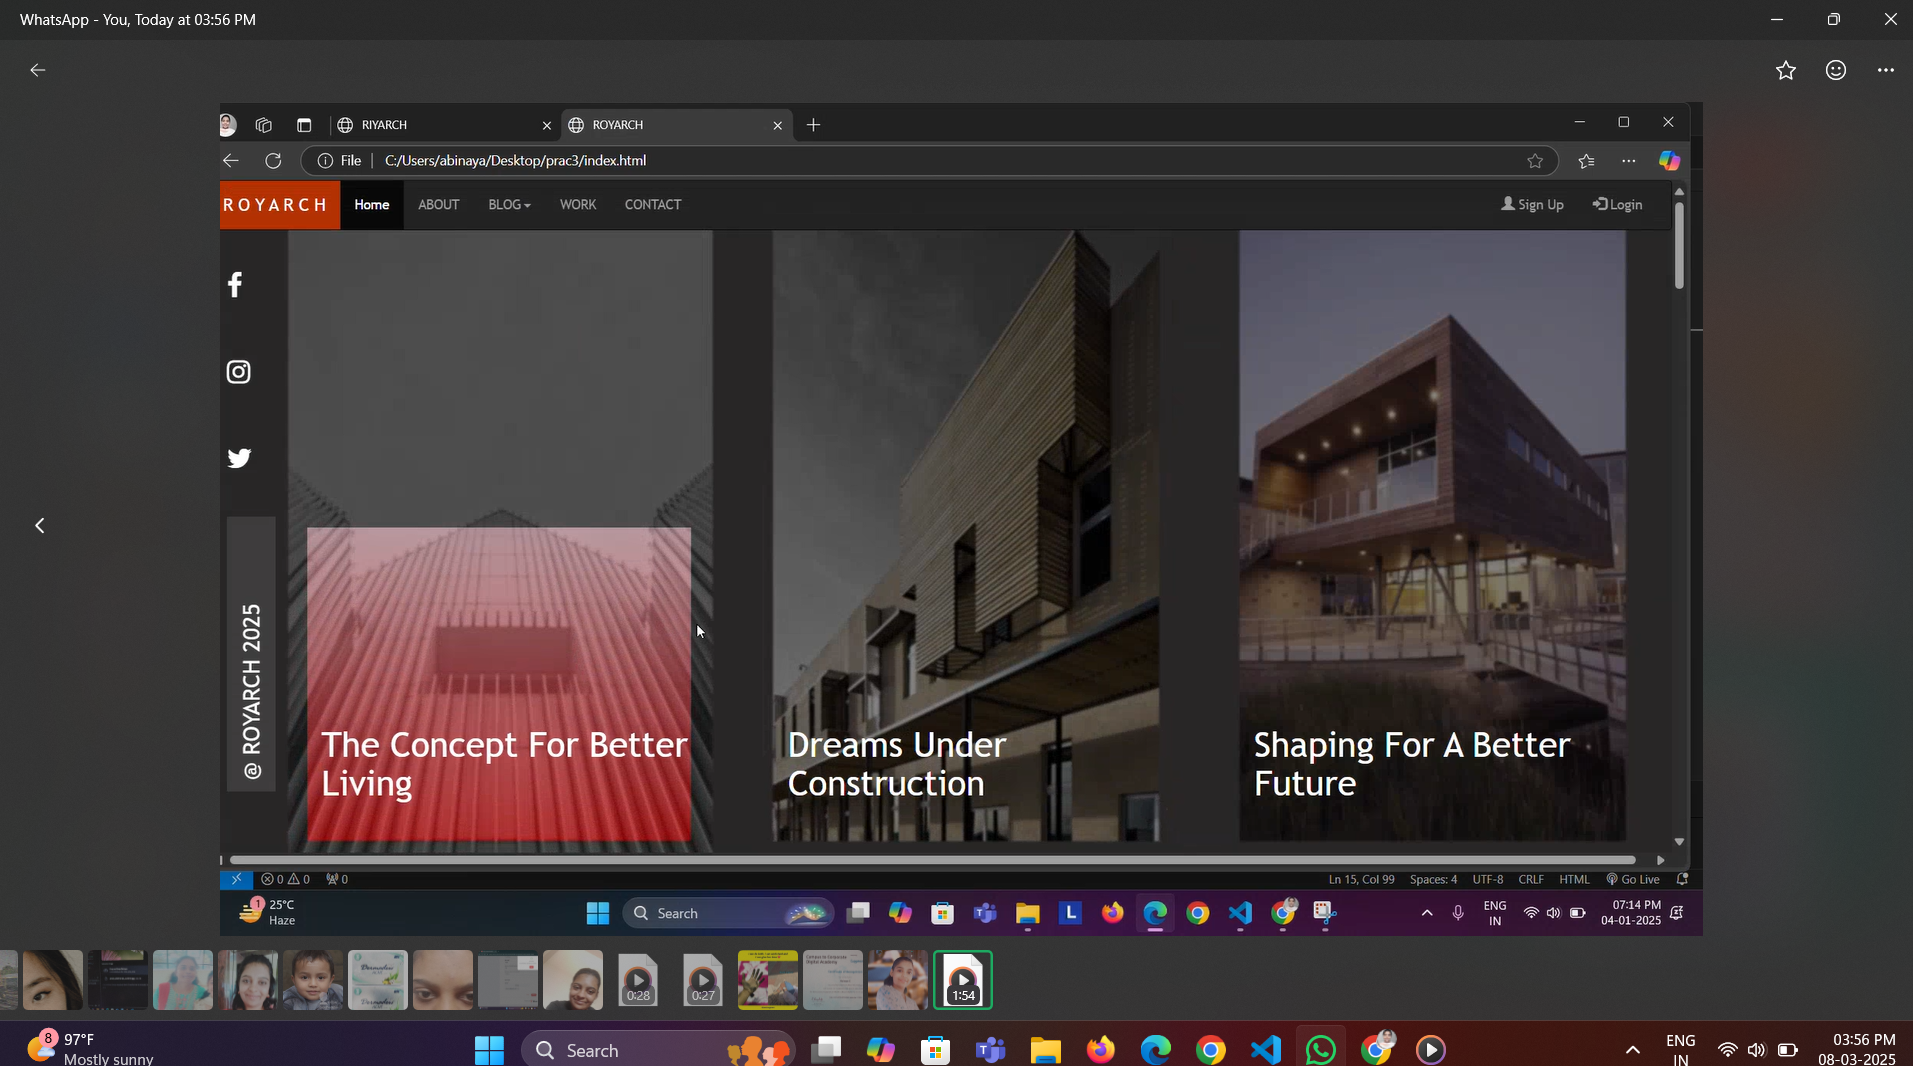 WhatsApp - You, Today at 03:56 PM
RIYARCH
ROYARCH
File
C:/Users/abinaya/Desktop/prac3/index.html
ROYARCH
Home
ABOUT
BLOG
WORK
CONTACT
Sign Up
Login
@ ROYARCH 2025
The Concept For Better
Living
Dreams Under
Construction
Shaping For A Better
Future
0
0
0
Ln 15, Col 99
Spaces: 4
UTF-8
CRLF
HTML
Go Live
1
25°C
Haze
Search
L
ENG
IN
07:14 PM
04-01-2025
0:28
0:27
1:54
8
97°F
Mostly sunny
Search
ENG
IN
03:56 PM
08-03-2025